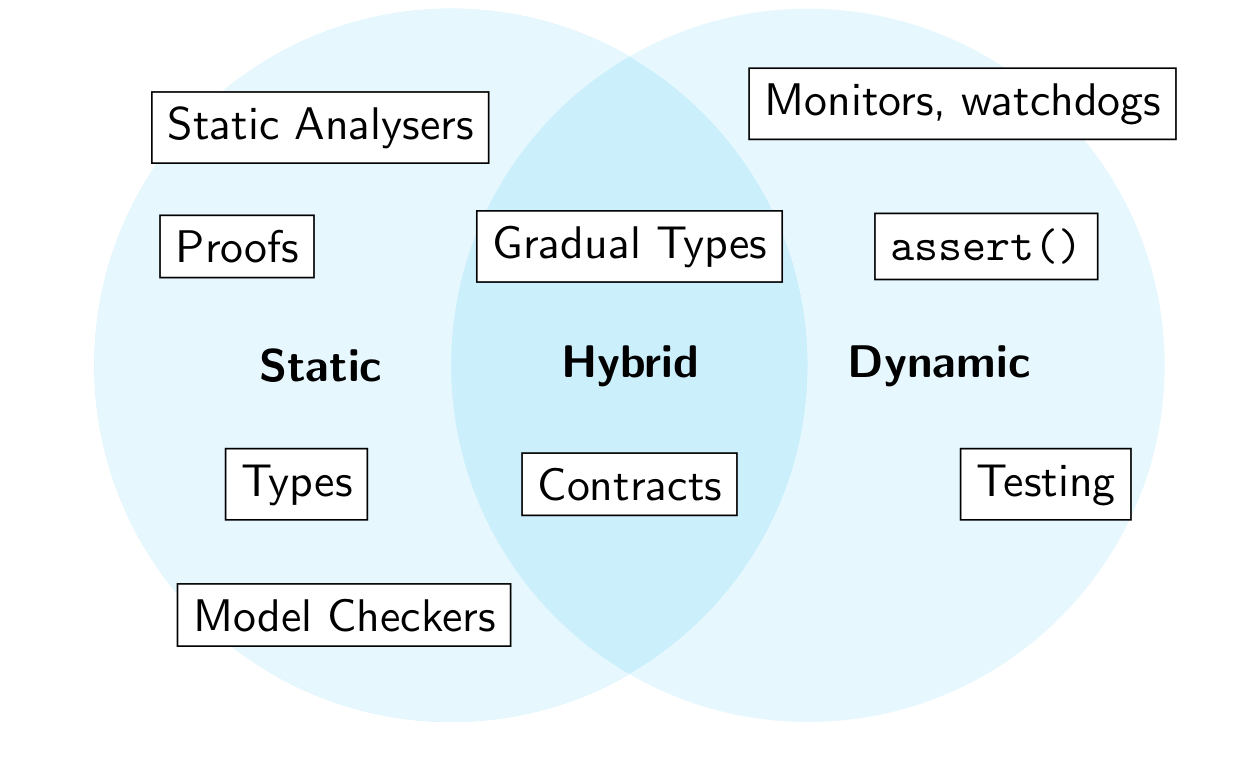 Static Analysers
Monitors, watchdogs
Proofs
Gradual Types
assert()
Static
Hybrid
Dynamic
Types
Contracts
Testing
Model Checkers